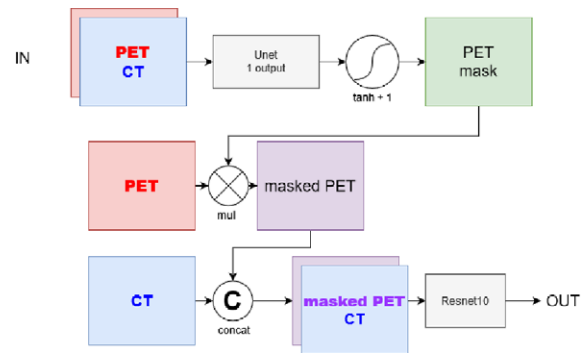 IN
PET
CT
Unet
1 output
tanh + 1
PET
mask
PET
mul
masked PET
CT
C
concat
masked PET
CT
Resnet10
OUT